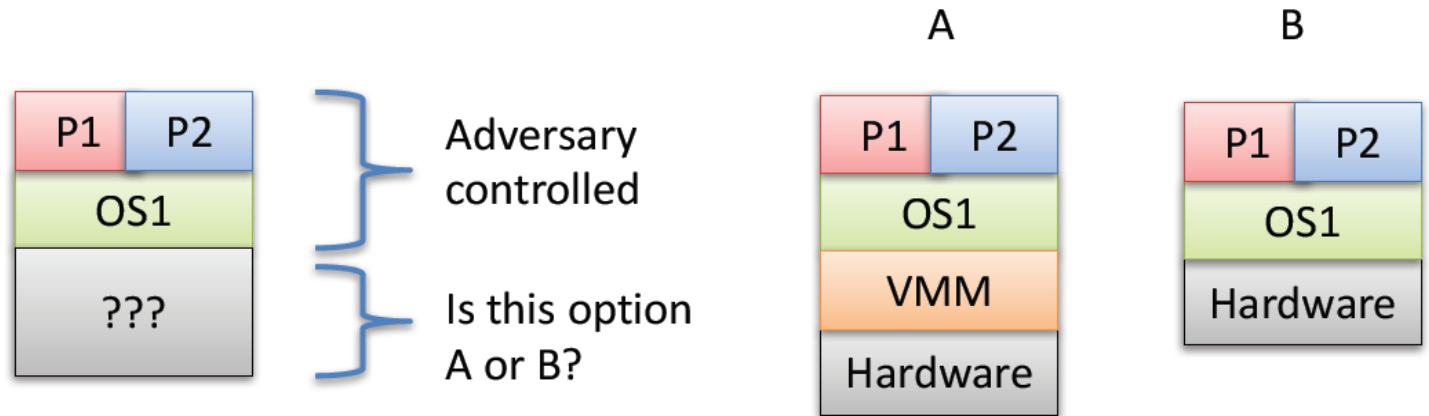 P1 P2
OS1
???
Adversary
controlled
Is this option
A or B?
A
P1 P2
OS1
VMM
Hardware
B
P1 P2
OS1
Hardware